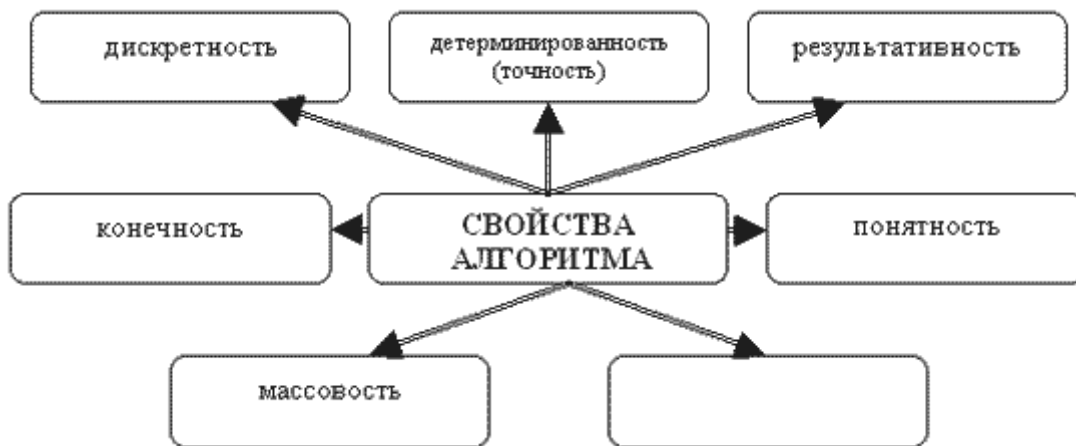 дискретность
детерминированность
(точность)
результативность
конечность
СВОЙСТВА
АЛГОРИТМА
понятность
массовость